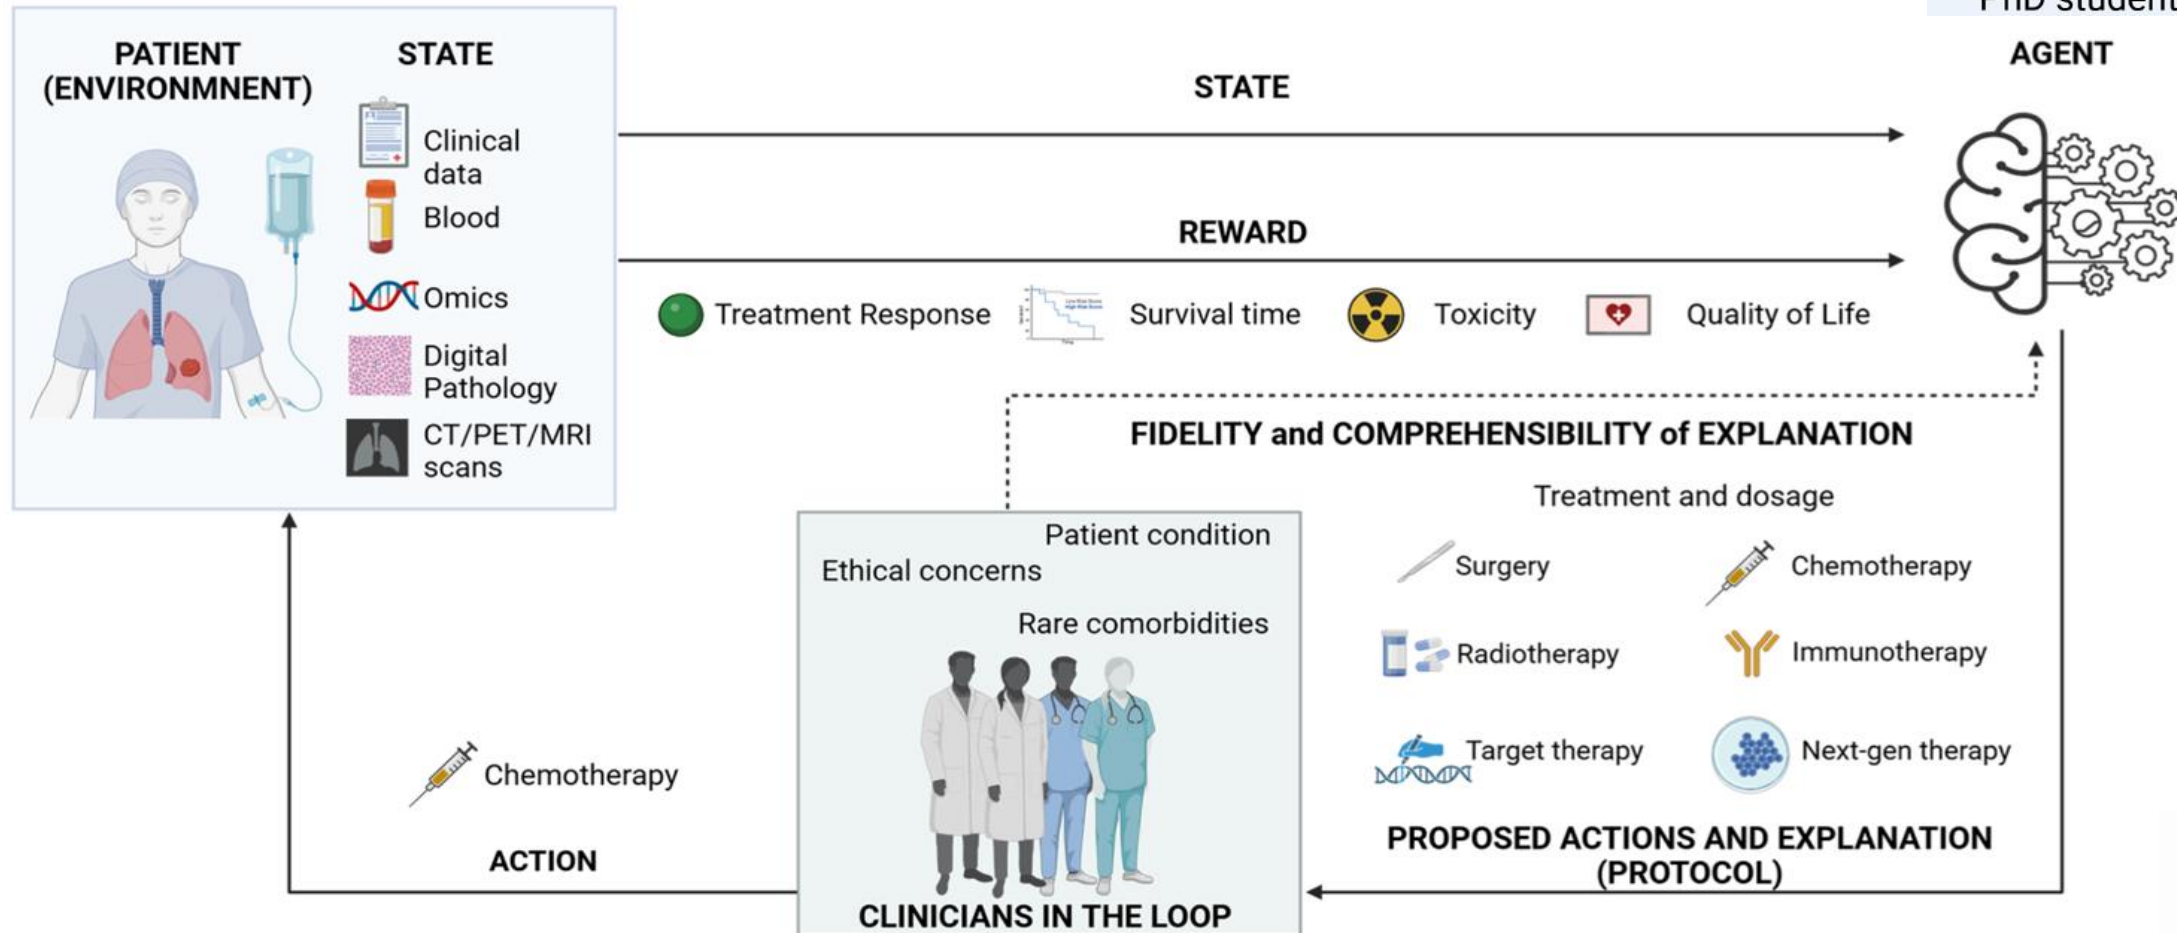 PhD student
PATIENT
(ENVIRONMNENT)
STATE
Clinical
data
Blood
Omics
Digital
Pathology
CT/PET/MRI
scans
STATE
REWARD
Treatment Response
Survival time
Toxicity
Quality of Life
AGENT
FIDELITY and COMPREHENSIBILITY of EXPLANATION
Treatment and dosage
Surgery
Chemotherapy
Radiotherapy
Immunotherapy
Target therapy
Next-gen therapy
PROPOSED ACTIONS AND EXPLANATION
(PROTOCOL)
Patient condition
Ethical concerns
Rare comorbidities
CLINICIANS IN THE LOOP
Chemotherapy
ACTION